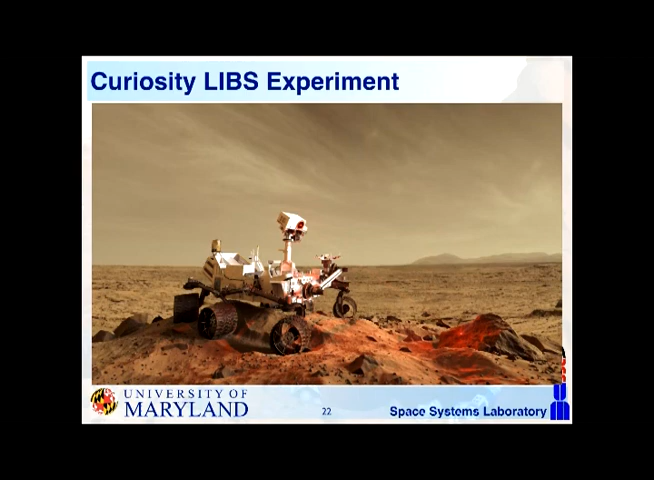 Curiosity LIBS Experiment
UNIVERSITY OF
MARYLAND
22
Space Systems Laboratory